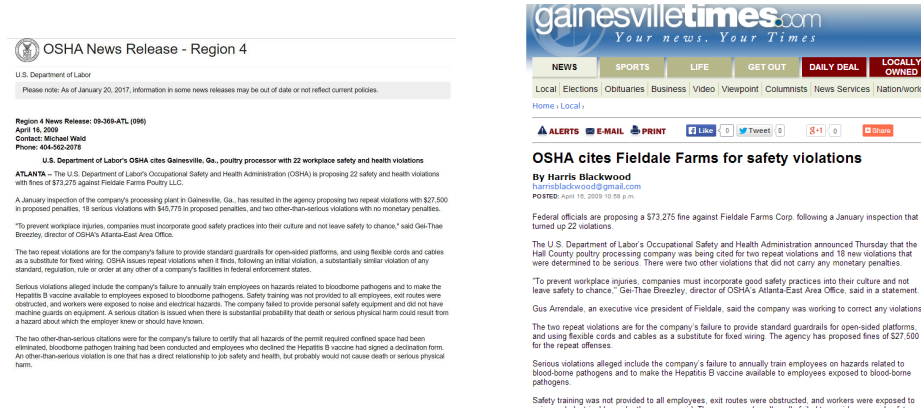 OSHA News Release - Region 4
U.S. Department of Labor
Please note: As of January 20, 2017, information in some news releases may be out of date or not reflect current policies.
Region 4 News Release: 09-369-ATL (096)
April 16, 2009
Contact: Michael Wald
Phone: 404-562-2078
U.S. Department of Labor's OSHA cites Gainesville, Ga., poultry processor with 22 workplace safety and health violations
ATLANTA -- The U.S. Department of Labor's Occupational Safety and Health Administration (OSHA) is proposing 22 safety and health violations
with fines of $73,275 against Fieldale Farms Poultry LLC.
A January inspection of the company's processing plant in Gainesville, Ga., has resulted in the agency proposing two repeat violations with $27,500
in proposed penalties, 18 serious violations with $45,775 in proposed penalties, and two other-than-serious violations with no monetary penalties.
"To prevent workplace injuries, companies must incorporate good safety practices into their culture and not leave safety to chance," said Gei-Thae
Breezley, director of OSHA's Atlanta-East Area Office.
The two repeat violations are for the company's failure to provide standard guardrails for open-sided platforms, and using flexible cords and cables
as a substitute for fixed wiring. OSHA issues repeat violations when it finds, following an initial violation, a substantially similar violation of any
standard, regulation, rule or order at any other of a company's facilities in federal enforcement states.
Serious violations alleged include the company's failure to annually train employees on hazards related to bloodborne pathogens and to make the
Hepatitis B vaccine available to employees exposed to bloodborne pathogens. Safety training was not provided to all employees, exit routes were
obstructed, and workers were exposed to noise and electrical hazards. The company failed to provide personal safety equipment and did not have
machine guards on equipment. A serious citation is issued when there is substantial probability that death or serious physical harm could result from
a hazard about which the employer knew or should have known.
The two other-than-serious citations were for the company's failure to certify that all hazards of the permit required confined space had been
eliminated, bloodborne pathogen training had been conducted and employees who declined the Hepatitis B vaccine had signed a declination form.
An other-than-serious violation is one that has a direct relationship to job safety and health, but probably would not cause death or serious physical
harm.
gainesvilletimes.com
Your news. Your Times
NEWS SPORTS LIFE GET OUT DAILY DEAL LOCALLY OWNED
Local Elections Obituaries Business Video Viewpoint Columnists News Services Nation/world
Home › Local ›
ALERTS E-MAIL PRINT Like 0 Tweet 0 +1 0 Share
OSHA cites Fieldale Farms for safety violations
By Harris Blackwood
harrisblackwood@gmail.com
POSTED: April 16, 2009 10:58 p.m.
Federal officials are proposing a $73,275 fine against Fieldale Farms Corp. following a January inspection that
turned up 22 violations.
The U.S. Department of Labor's Occupational Safety and Health Administration announced Thursday that the
Hall County poultry processing company was being cited for two repeat violations and 18 new violations that
were determined to be serious. There were two other violations that did not carry any monetary penalties.
"To prevent workplace injuries, companies must incorporate good safety practices into their culture and not
leave safety to chance," Gei-Thae Breezley, director of OSHA's Atlanta-East Area Office, said in a statement.
Gus Arrendale, an executive vice president of Fieldale, said the company was working to correct any violations
The two repeat violations are for the company's failure to provide standard guardrails for open-sided platforms,
and using flexible cords and cables as a substitute for fixed wiring. The agency has proposed fines of $27,500
for the repeat offenses.
Serious violations alleged include the company's failure to annually train employees on hazards related to
blood-borne pathogens and to make the Hepatitis B vaccine available to employees exposed to blood-borne
pathogens.
Safety training was not provided to all employees, exit routes were obstructed, and workers were exposed to